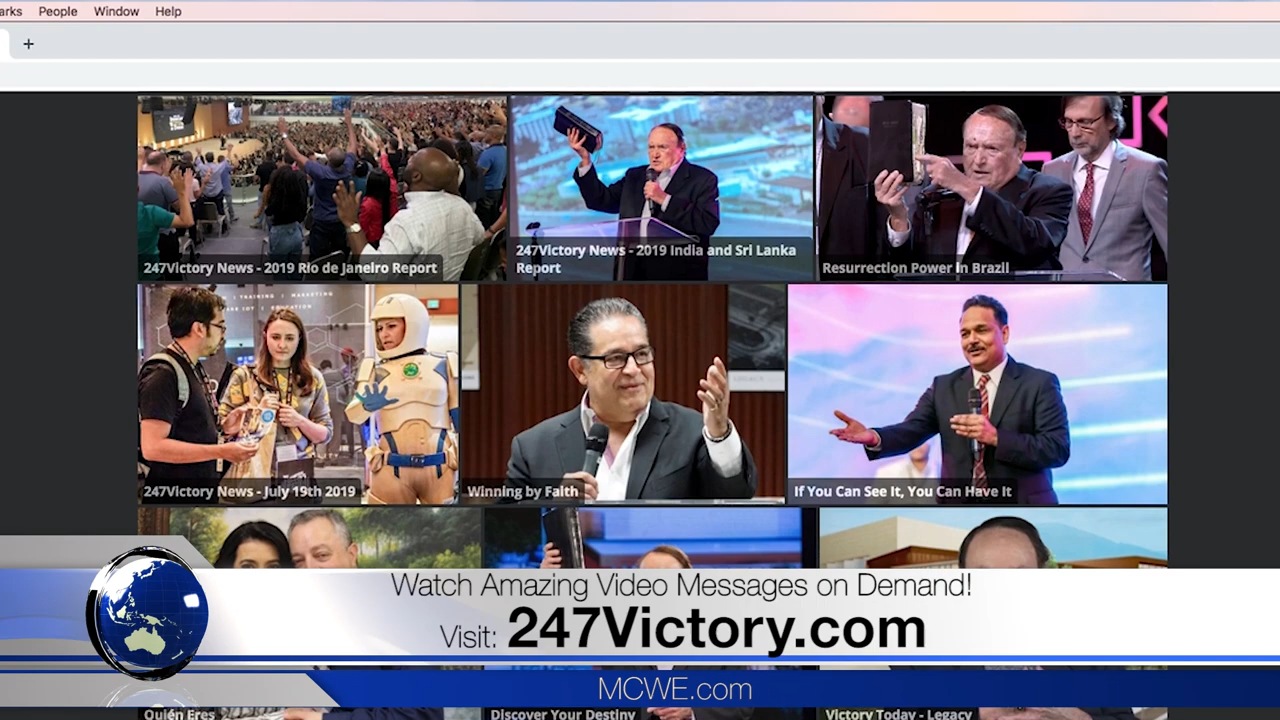 arks People Window Help
+
247Victory News - 2019 Rio de Janeiro Report
247Victory News - 2019 India and Sri Lanka
Report
Resurrection Power in Brazil
| TRAINING | MARKETING
247Victory News - July 19th 2019
Winning by Faith
If You Can See It, You Can Have It
Watch Amazing Video Messages on Demand!
Visit: 247Victory.com
MCWE.com
Quién Eres
Discover Your Destiny
Victory Today - Legacy